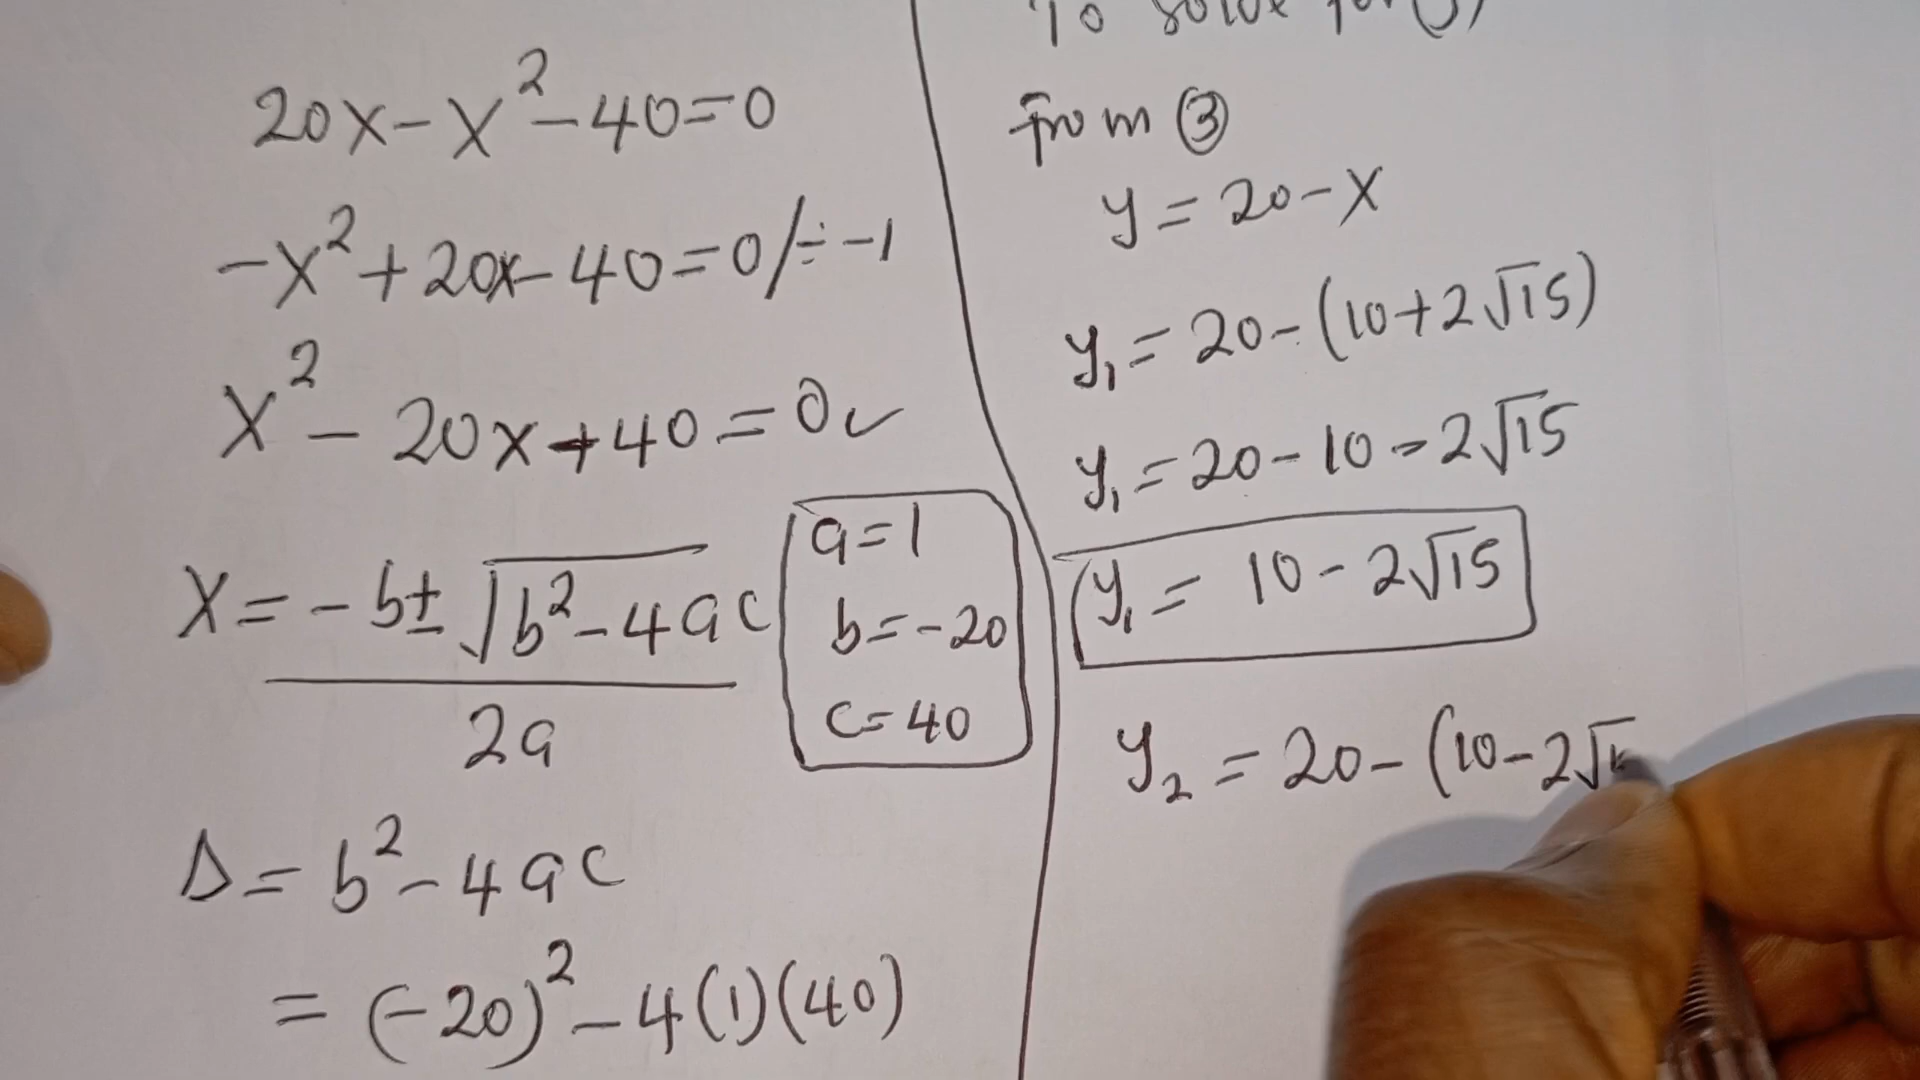 20x-x²-40=0
-x²+20x-40=0/÷-1
x²-20x+40=0✓
x=-b±√b²-4ac
2a
a=1
b=-20
c=40
Δ=b²-4ac
=(-20)²-4(1)(40)
To solve for y,
From ③
y=20-x
y₁=20-(10+2√15)
y₁=20-10-2√15
y₁=10-2√15
y₂=20-(10-2√1